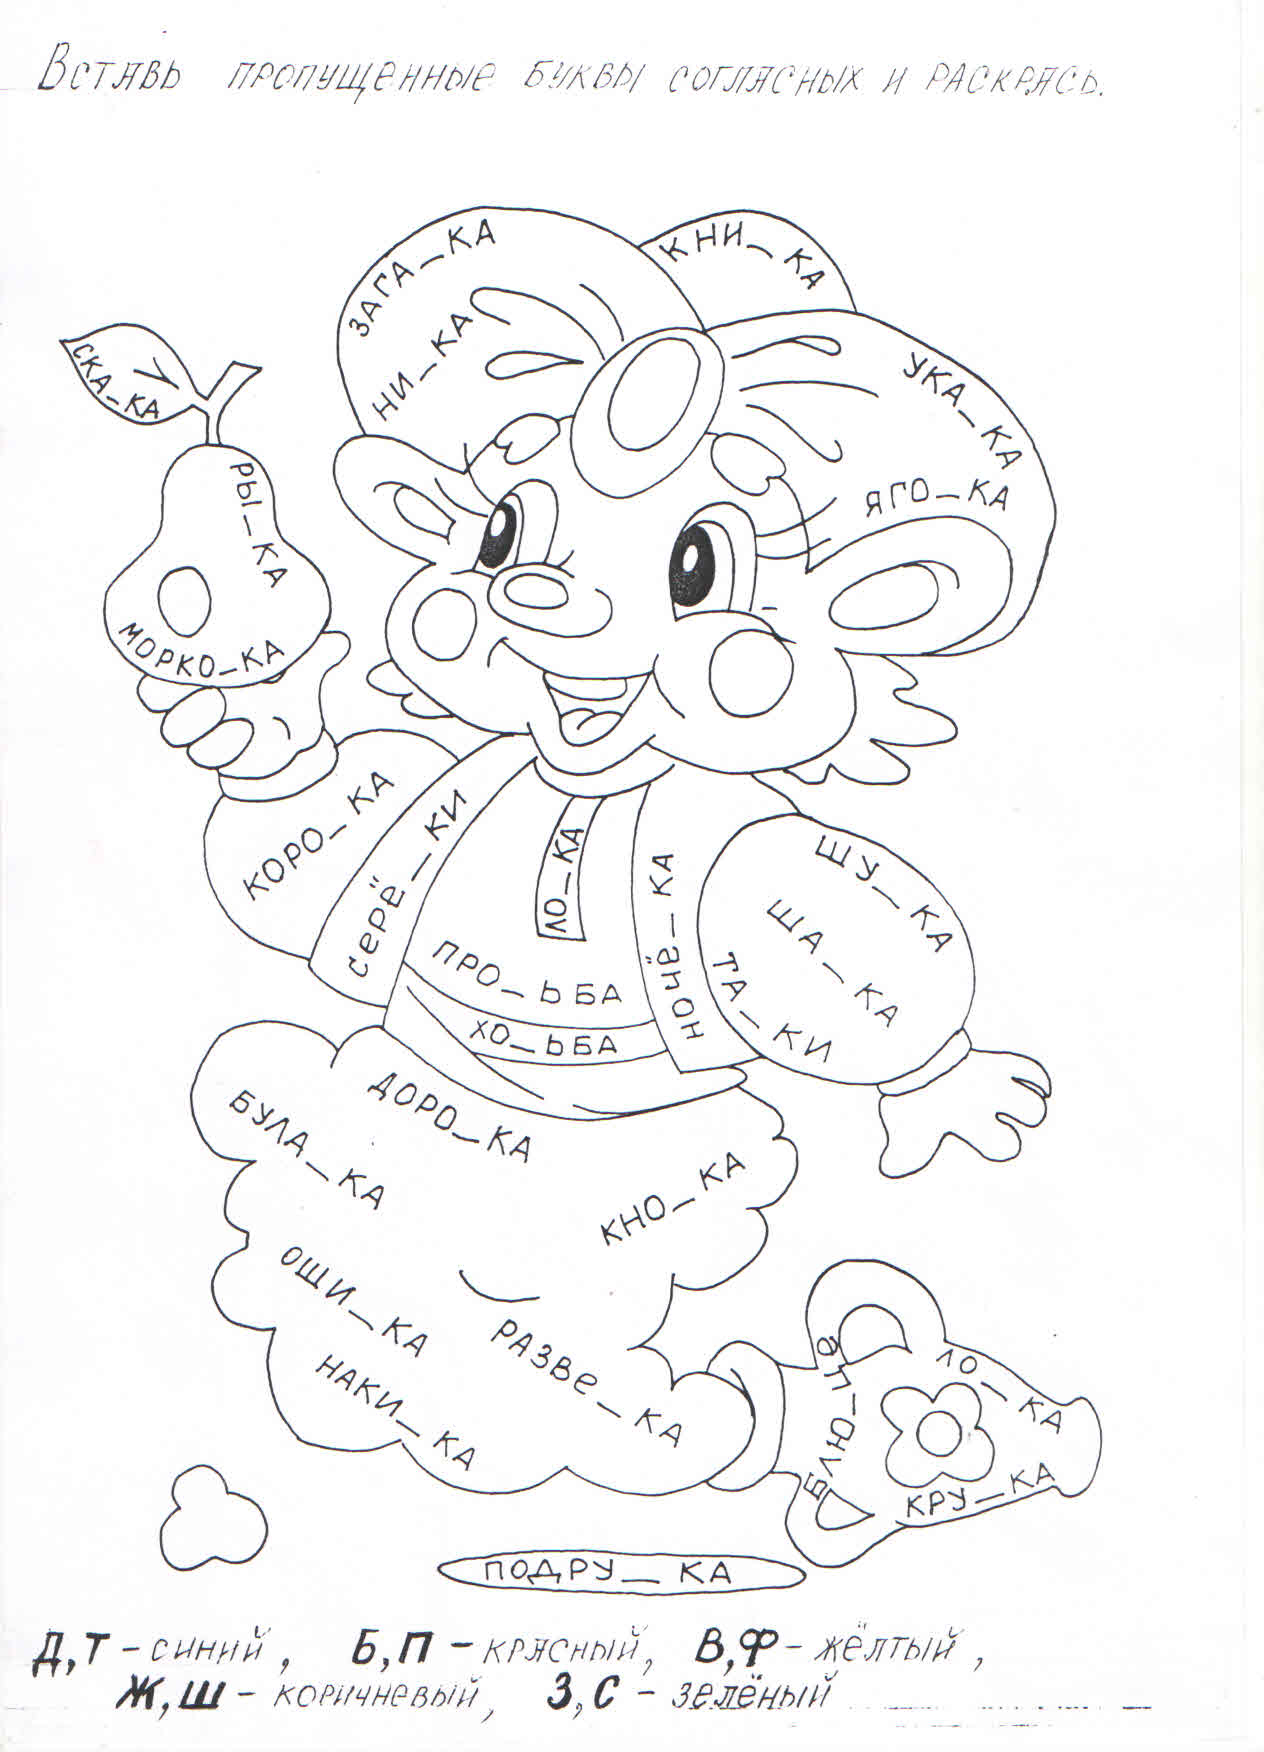 Вставь пропущенные буквы согласных и раскрась.
ЗАГА_КА
КНИ_КА
НИ_КА
СКА_КА
УКА_КА
ЯГО_КА
РЫ_КА
МОРКО_КА
КОРО_КА
СЕРЁ_КИ
ЛО_КА
НОЧЁ_КА
ШУ_КА
ША_КА
ТА_КИ
ПРО_ЬБА
ХО_ЬБА
ДОРО_КА
БУЛА_КА
КНО_КА
ОШИ_КА
РАЗВЕ_КА
НАКИ_КА
БЛЮ_ЦЕ
ЛО_КА
КРУ_КА
ПОДРУ_КА
Д,Т - синий, Б,П - красный, В,Ф - жёлтый,
Ж,Ш - коричневый, З,С - зелёный